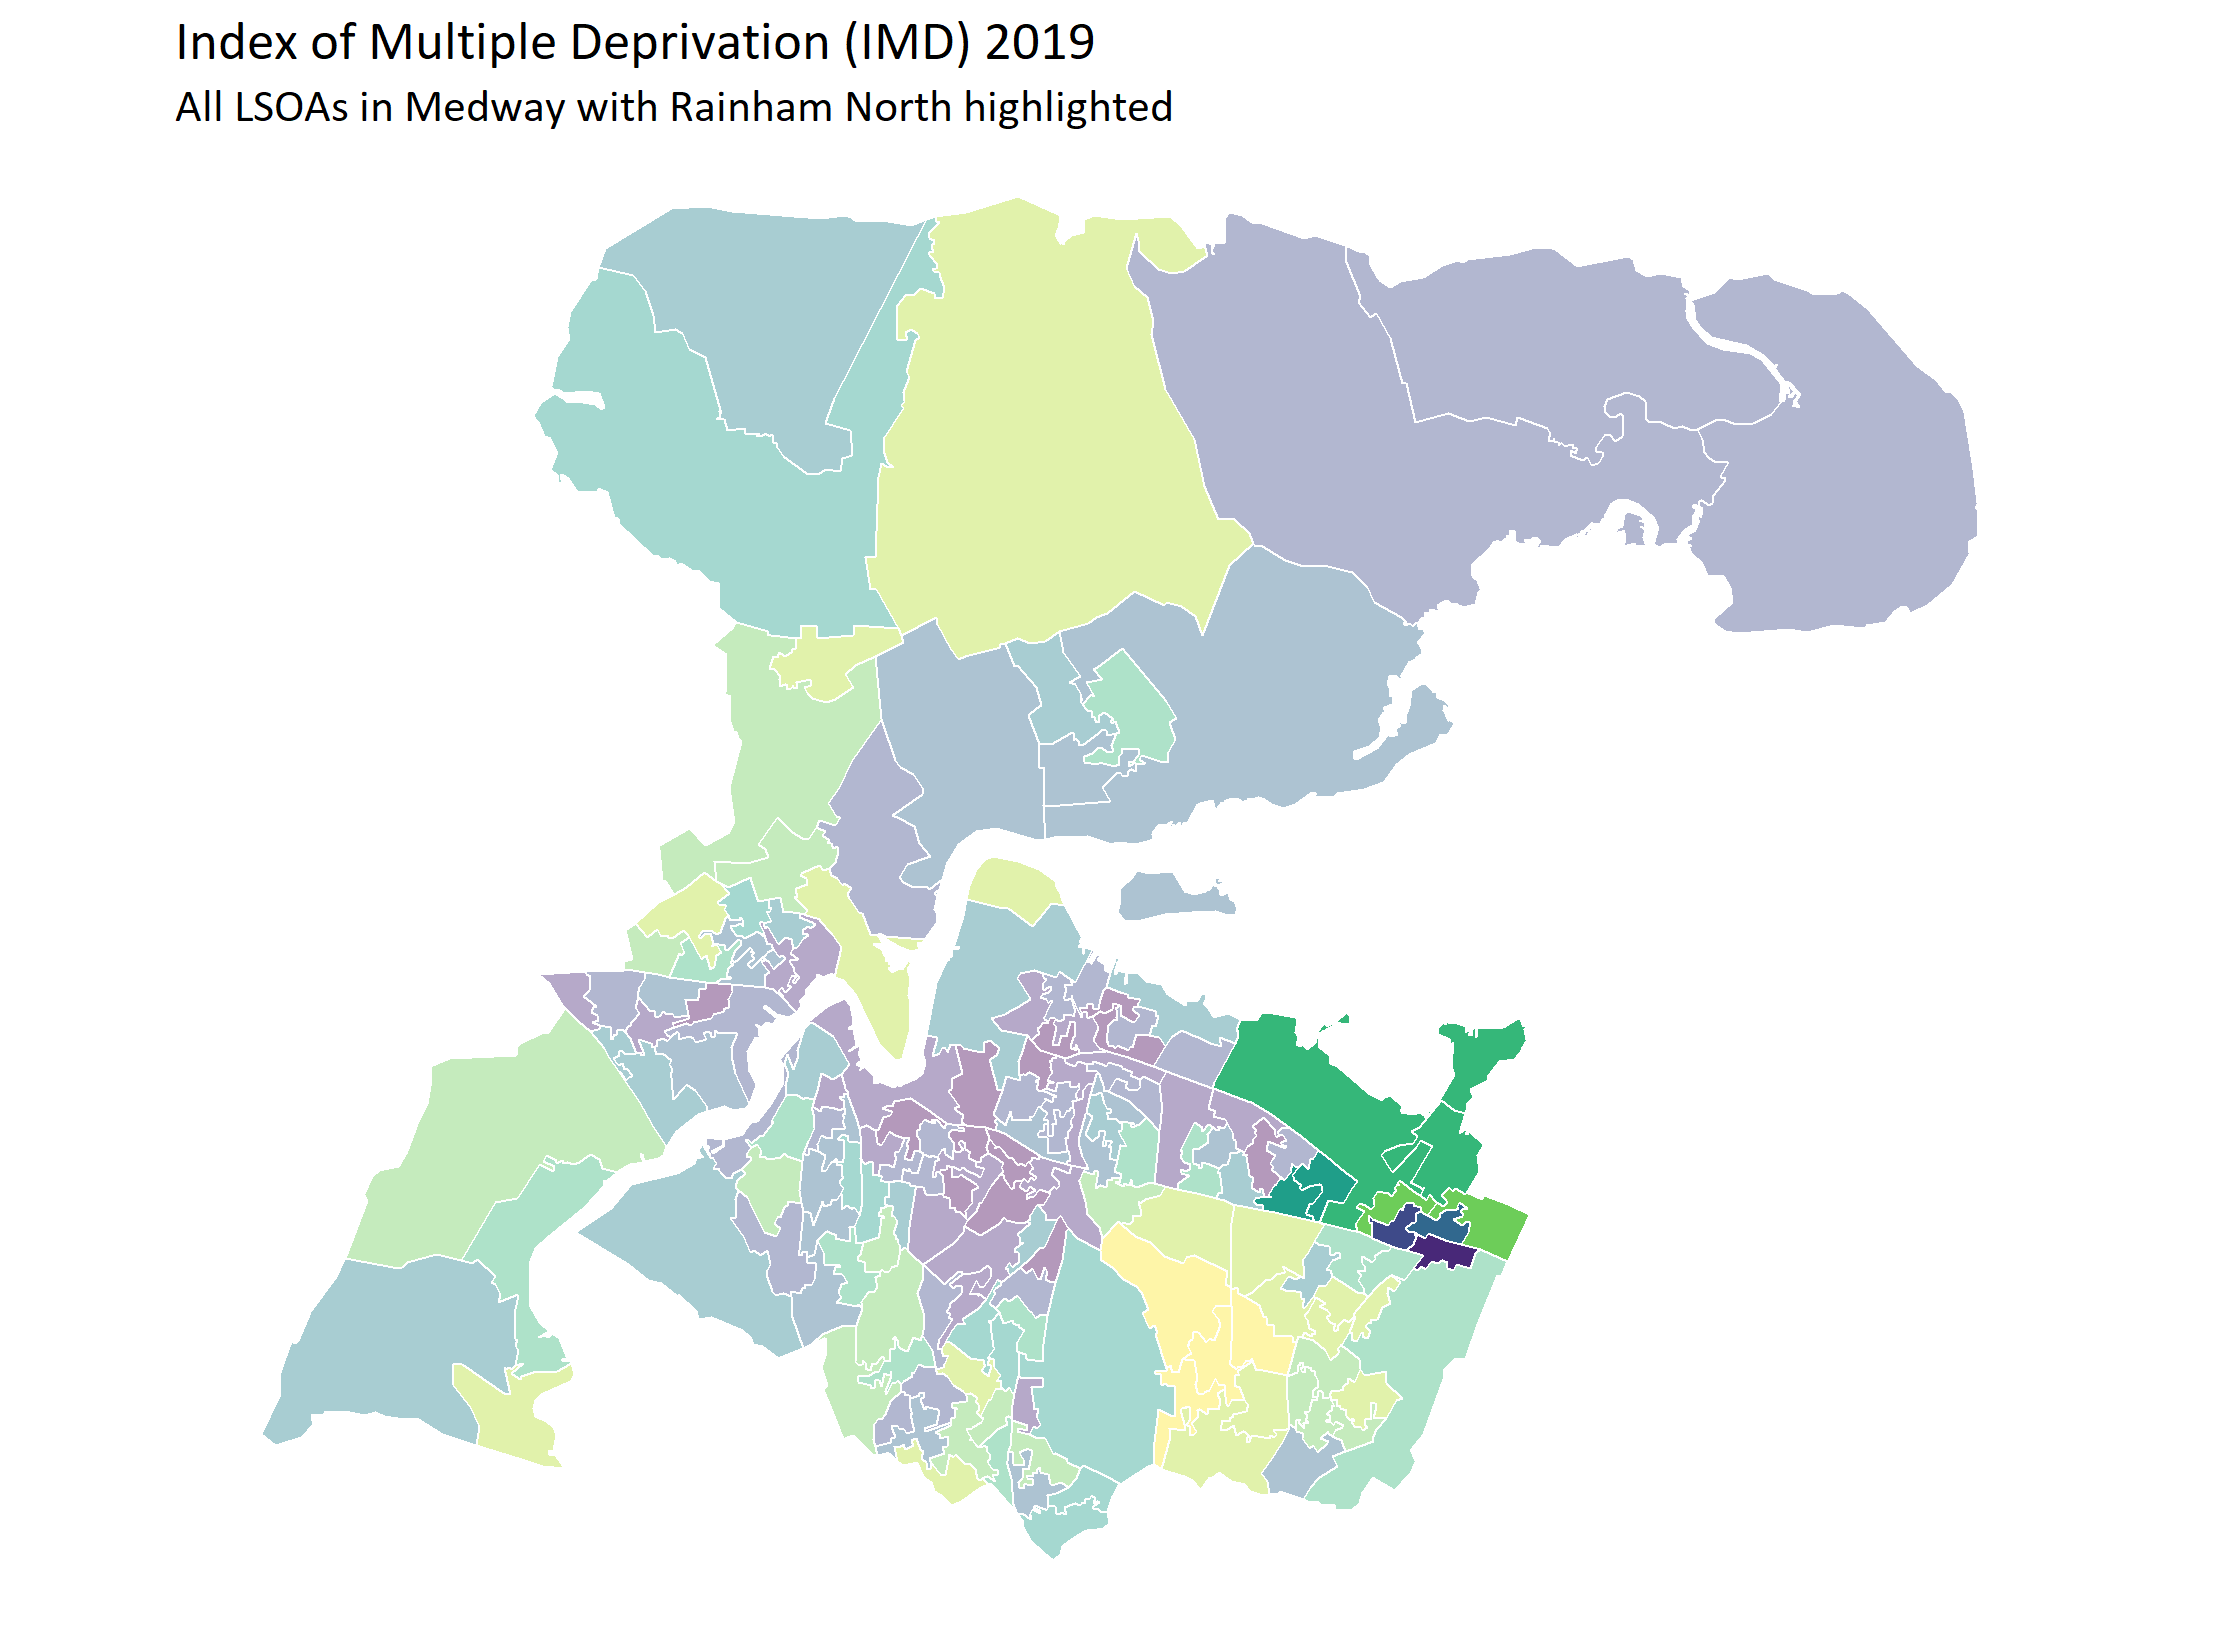 Index of Multiple Deprivation (IMD) 2019
All LSOAs in Medway with Rainham North highlighted